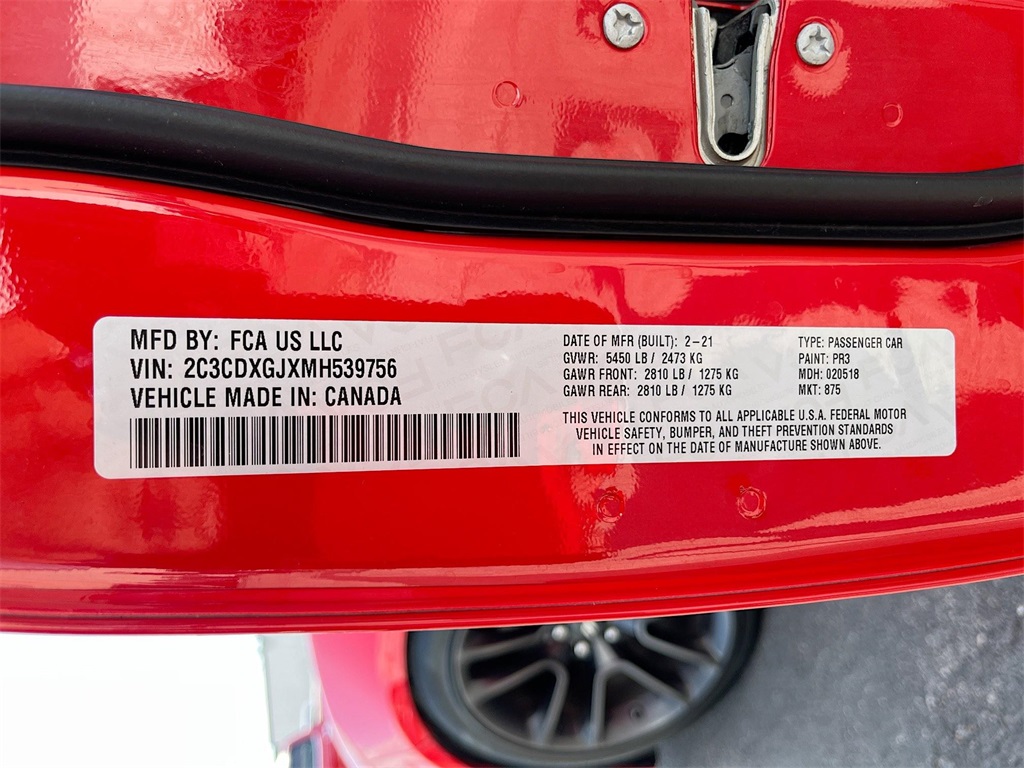 MFD BY: FCA US LLC
VIN: 2C3CDXGJXMH539756
VEHICLE MADE IN: CANADA
DATE OF MFR (BUILT): 2-21
GVWR: 5450 LB / 2473 KG
GAWR FRONT: 2810 LB / 1275 KG
GAWR REAR: 2810 LB / 1275 KG
TYPE: PASSENGER CAR
PAINT: PR3
MDH: 020518
MKT: 875
THIS VEHICLE CONFORMS TO ALL APPLICABLE U.S.A. FEDERAL MOTOR
VEHICLE SAFETY, BUMPER, AND THEFT PREVENTION STANDARDS
IN EFFECT ON THE DATE OF MANUFACTURE SHOWN ABOVE.